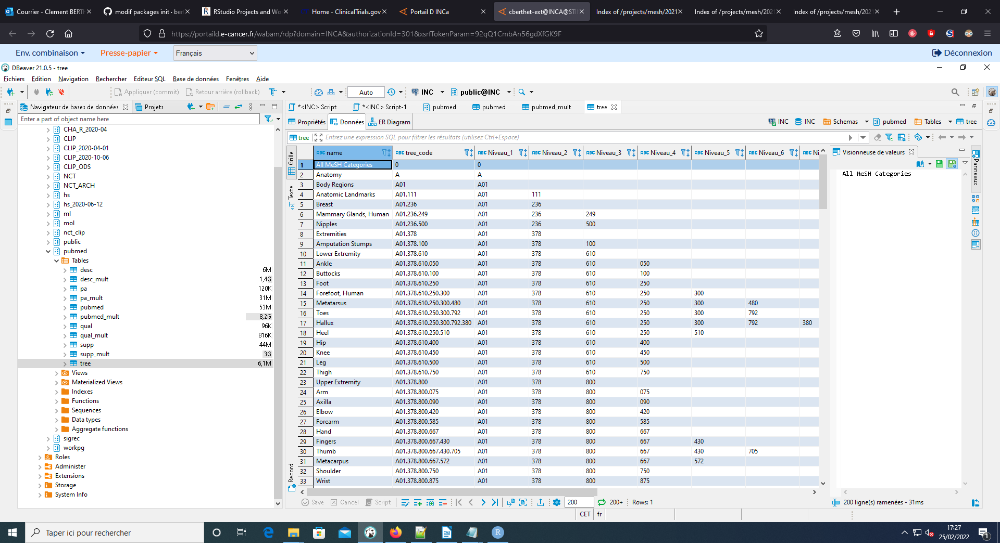 Courrier - Clement BERTH
modif packages init · ber
RStudio Projects and Wo
Home - ClinicalTrials.gov
Portail D INCa
cberthet-ext@INCA@ST
Index of /projects/mesh/2021
Index of /projects/mesh/2021
Index of /projects/mesh/2021
https://portaild.e-cancer.fr/wabam/rdp?domain=INCA&authorizationId=301&xsrfTokenParam=92qQ1CmbAn56gdXfGK9F
Env. combinaison
Presse-papier
Français
Déconnexion
DBeaver 21.0.5 - tree
Fichiers Edition Navigation Rechercher Editeur SQL Base de données Fenêtres Aide
Appliquer (commit) Retour arrière (rollback) Auto INC public@INC
Navigateur de bases de données Projets
Enter a part of object name here
CHA_R_2020-04
CLIP
CLIP_2020-04-01
CLIP_2020-10-06
CLIP_ODS
NCT
NCT_ARCH
hs
hs_2020-06-12
ml
mol
nct_clip
public
pubmed
Tables
desc 6M
desc_mult 1,4G
pa 120K
pa_mult 31M
pubmed 53M
pubmed_mult 8,2G
qual 96K
qual_mult 816K
supp 44M
supp_mult 3G
tree 6,1M
Views
Materialized Views
Indexes
Functions
Sequences
Data types
Aggregate functions
sigrec
workpg
Roles
Administer
Extensions
Storage
System Info
*<INC> Script *<INC> Script-1 pubmed pubmed pubmed_mult tree
Propriétés Données ER Diagram
INC INC Schemas pubmed Tables tree
tree Entrez une expression SQL pour filtrer les résultats (utilisez Ctrl+Espace)
Grille
Texte
Record
ABC name ABC tree_code ABC Niveau_1 ABC Niveau_2 ABC Niveau_3 ABC Niveau_4 ABC Niveau_5 ABC Niveau_6 ABC Ni
1 All MeSH Categories 0 0
2 Anatomy A A
3 Body Regions A01 A01
4 Anatomic Landmarks A01.111 A01 111
5 Breast A01.236 A01 236
6 Mammary Glands, Human A01.236.249 A01 236 249
7 Nipples A01.236.500 A01 236 500
8 Extremities A01.378 A01 378
9 Amputation Stumps A01.378.100 A01 378 100
10 Lower Extremity A01.378.610 A01 378 610
11 Ankle A01.378.610.050 A01 378 610 050
12 Buttocks A01.378.610.100 A01 378 610 100
13 Foot A01.378.610.250 A01 378 610 250
14 Forefoot, Human A01.378.610.250.300 A01 378 610 250 300
15 Metatarsus A01.378.610.250.300.480 A01 378 610 250 300 480
16 Toes A01.378.610.250.300.792 A01 378 610 250 300 792
17 Hallux A01.378.610.250.300.792.380 A01 378 610 250 300 792 380
18 Heel A01.378.610.250.510 A01 378 610 250 510
19 Hip A01.378.610.400 A01 378 610 400
20 Knee A01.378.610.450 A01 378 610 450
21 Leg A01.378.610.500 A01 378 610 500
22 Thigh A01.378.610.750 A01 378 610 750
23 Upper Extremity A01.378.800 A01 378 800
24 Arm A01.378.800.075 A01 378 800 075
25 Axilla A01.378.800.090 A01 378 800 090
26 Elbow A01.378.800.420 A01 378 800 420
27 Forearm A01.378.800.585 A01 378 800 585
28 Hand A01.378.800.667 A01 378 800 667
29 Fingers A01.378.800.667.430 A01 378 800 667 430
30 Thumb A01.378.800.667.430.705 A01 378 800 667 430 705
31 Metacarpus A01.378.800.667.572 A01 378 800 667 572
32 Shoulder A01.378.800.750 A01 378 800 750
33 Wrist A01.378.800.875 A01 378 800 875
Save Cancel Script 200 200+ Rows: 1
Visionneuse de valeurs
All MeSH Categories
Panneaux
200 ligne(s) ramenées - 31ms
CET fr
Taper ici pour rechercher
17:27
25/02/2022
1